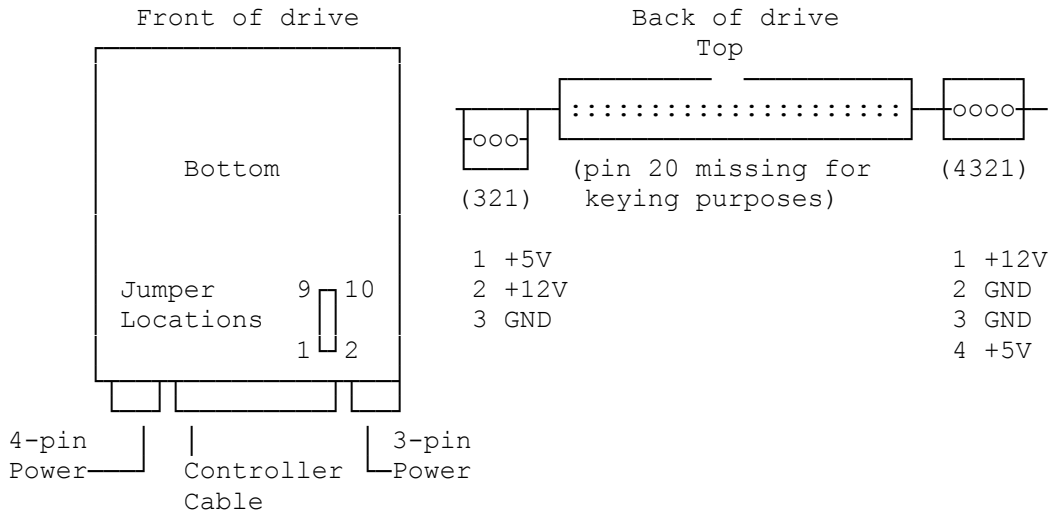 Front of drive
Back of drive
Top
Bottom
(pin 20 missing for
keying purposes)
(321)
(4321)
1 +5V
2 +12V
3 GND
1 +12V
2 GND
3 GND
4 +5V
Jumper
Locations
9 10
1 2
4-pin
Power
Controller
Cable
3-pin
Power